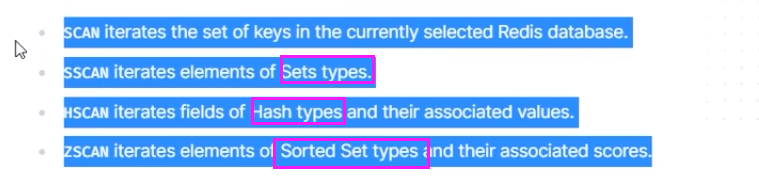 SCAN iterates the set of keys in the currently selected Redis database.
SSCAN iterates elements of Sets types.
HSCAN iterates fields of Hash types and their associated values.
ZSCAN iterates elements of Sorted Set types and their associated scores.